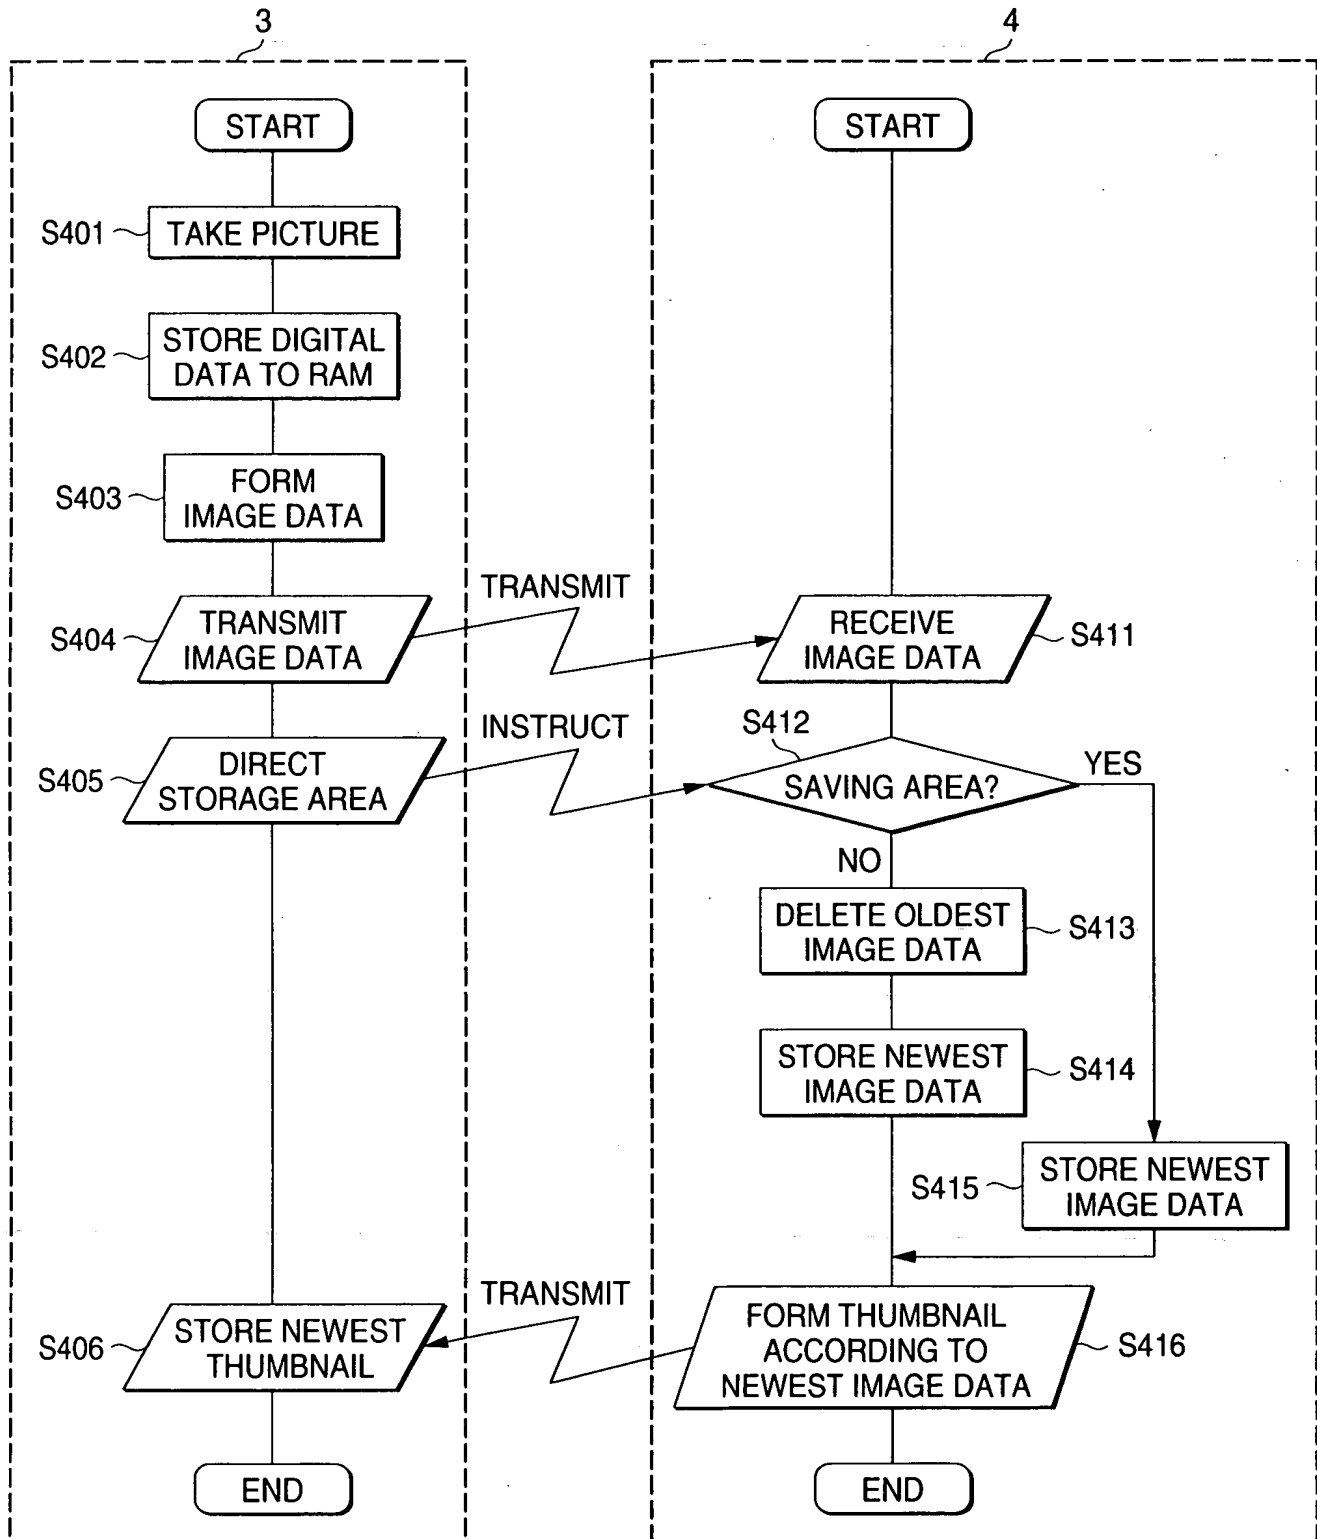 3
START
S401
TAKE PICTURE
S402
STORE DIGITAL
DATA TO RAM
S403
FORM
IMAGE DATA
S404
TRANSMIT
IMAGE DATA
TRANSMIT
S405
DIRECT
STORAGE AREA
INSTRUCT
S406
STORE NEWEST
THUMBNAIL
TRANSMIT
END
4
START
RECEIVE
IMAGE DATA
S411
S412
SAVING AREA?
YES
NO
DELETE OLDEST
IMAGE DATA
S413
STORE NEWEST
IMAGE DATA
S414
S415
STORE NEWEST
IMAGE DATA
FORM THUMBNAIL
ACCORDING TO
NEWEST IMAGE DATA
S416
END